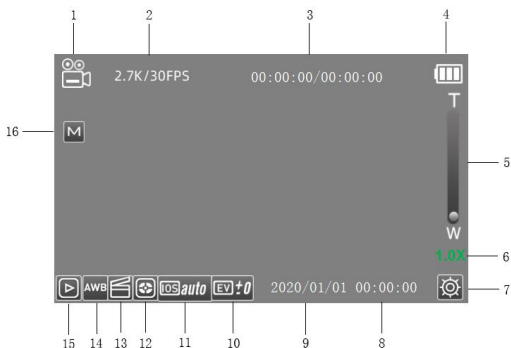 1 2 3 4
2.7K/30FPS 00:00:00/00:00:00
T
16 M
5
W
1.0X 6
AWB IOS auto EV +0 2020/01/01 00:00:00 7
15 14 13 12 11 10 9 8